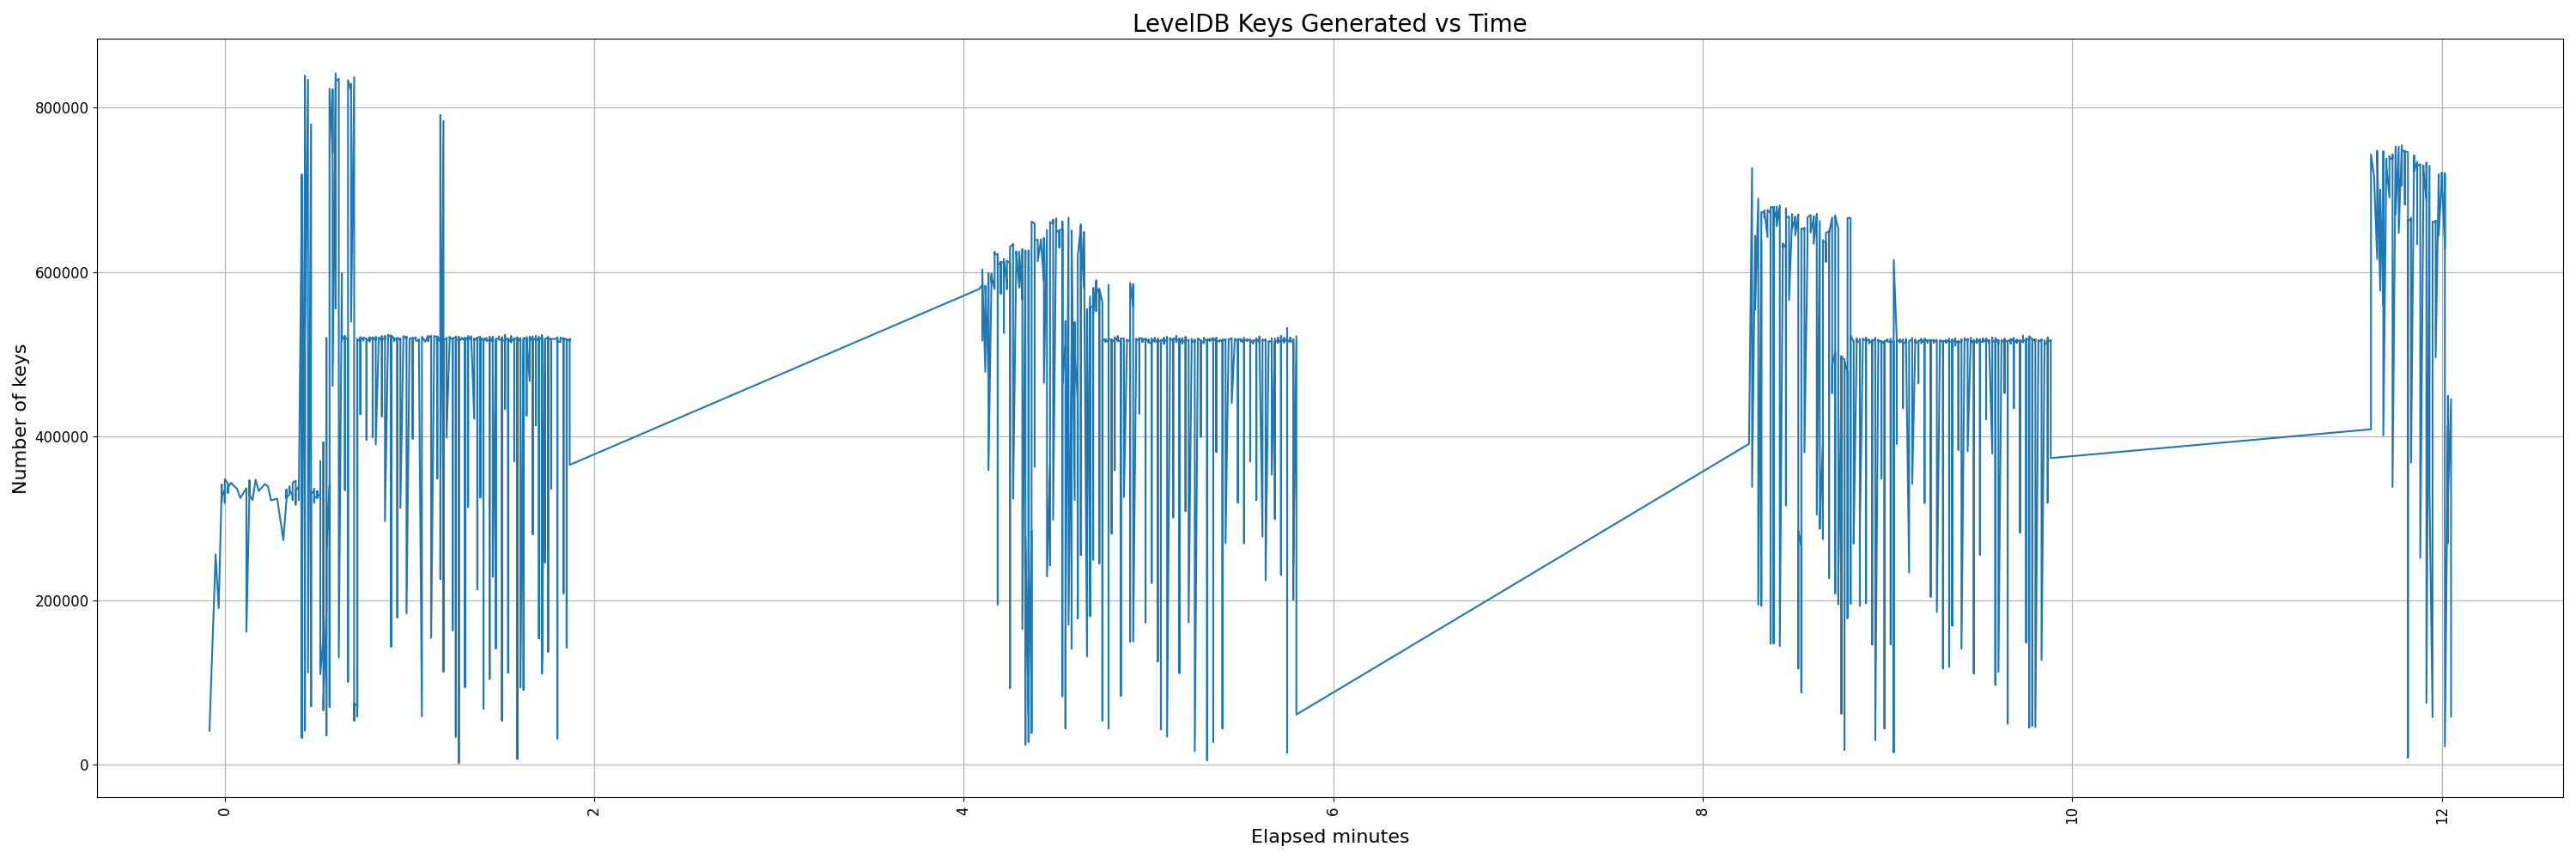 LevelDB Keys Generated vs Time
Number of keys
800000
600000
400000
200000
0
0 2 4 6 8 10 12
Elapsed minutes